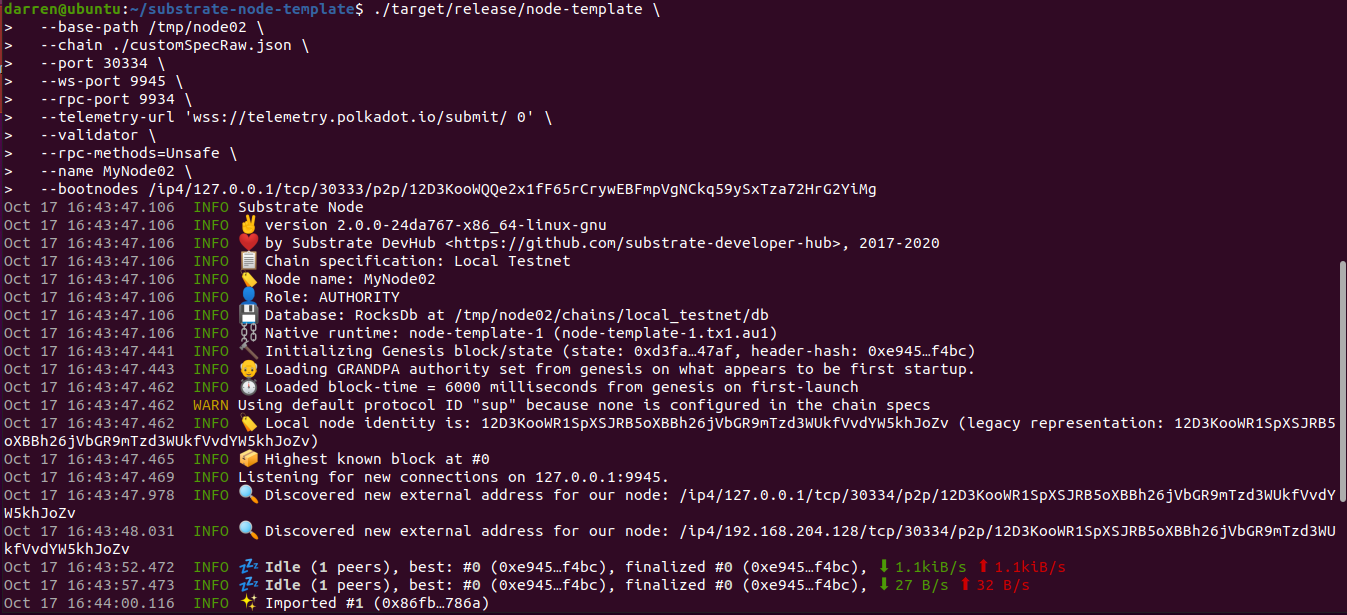 darren@ubuntu:~/substrate-node-template$ ./target/release/node-template \
>   --base-path /tmp/node02 \
>   --chain ./customSpecRaw.json \
>   --port 30334 \
>   --ws-port 9945 \
>   --rpc-port 9934 \
>   --telemetry-url 'wss://telemetry.polkadot.io/submit/ 0' \
>   --validator \
>   --rpc-methods=Unsafe \
>   --name MyNode02 \
>   --bootnodes /ip4/127.0.0.1/tcp/30333/p2p/12D3KooWQQe2x1fF65rCrywEBFmpVgNCkq59ySxTza72HrG2YiMg
Oct 17 16:43:47.106  INFO Substrate Node
Oct 17 16:43:47.106  INFO ✌️ version 2.0.0-24da767-x86_64-linux-gnu
Oct 17 16:43:47.106  INFO ❤️ by Substrate DevHub <https://github.com/substrate-developer-hub>, 2017-2020
Oct 17 16:43:47.106  INFO 📋 Chain specification: Local Testnet
Oct 17 16:43:47.106  INFO 🏷 Node name: MyNode02
Oct 17 16:43:47.106  INFO 👤 Role: AUTHORITY
Oct 17 16:43:47.106  INFO 💾 Database: RocksDb at /tmp/node02/chains/local_testnet/db
Oct 17 16:43:47.106  INFO ⛓ Native runtime: node-template-1 (node-template-1.tx1.au1)
Oct 17 16:43:47.441  INFO 🔨 Initializing Genesis block/state (state: 0xd3fa…47af, header-hash: 0xe945…f4bc)
Oct 17 16:43:47.443  INFO 👴 Loading GRANDPA authority set from genesis on what appears to be first startup.
Oct 17 16:43:47.462  INFO ⏱ Loaded block-time = 6000 milliseconds from genesis on first-launch
Oct 17 16:43:47.462  WARN Using default protocol ID "sup" because none is configured in the chain specs
Oct 17 16:43:47.462  INFO 🏷 Local node identity is: 12D3KooWR1SpXSJRB5oXBBh26jVbGR9mTzd3WUkfVvdYW5khJoZv (legacy representation: 12D3KooWR1SpXSJRB5
oXBBh26jVbGR9mTzd3WUkfVvdYW5khJoZv)
Oct 17 16:43:47.465  INFO 📦 Highest known block at #0
Oct 17 16:43:47.469  INFO Listening for new connections on 127.0.0.1:9945.
Oct 17 16:43:47.978  INFO 🔍 Discovered new external address for our node: /ip4/127.0.0.1/tcp/30334/p2p/12D3KooWR1SpXSJRB5oXBBh26jVbGR9mTzd3WUkfVvdY
W5khJoZv
Oct 17 16:43:48.031  INFO 🔍 Discovered new external address for our node: /ip4/192.168.204.128/tcp/30334/p2p/12D3KooWR1SpXSJRB5oXBBh26jVbGR9mTzd3WU
kfVvdYW5khJoZv
Oct 17 16:43:52.472  INFO 💤 Idle (1 peers), best: #0 (0xe945…f4bc), finalized #0 (0xe945…f4bc), ⬇ 1.1kiB/s ⬆ 1.1kiB/s
Oct 17 16:43:57.473  INFO 💤 Idle (1 peers), best: #0 (0xe945…f4bc), finalized #0 (0xe945…f4bc), ⬇ 27 B/s ⬆ 32 B/s
Oct 17 16:44:00.116  INFO ✨ Imported #1 (0x86fb…786a)